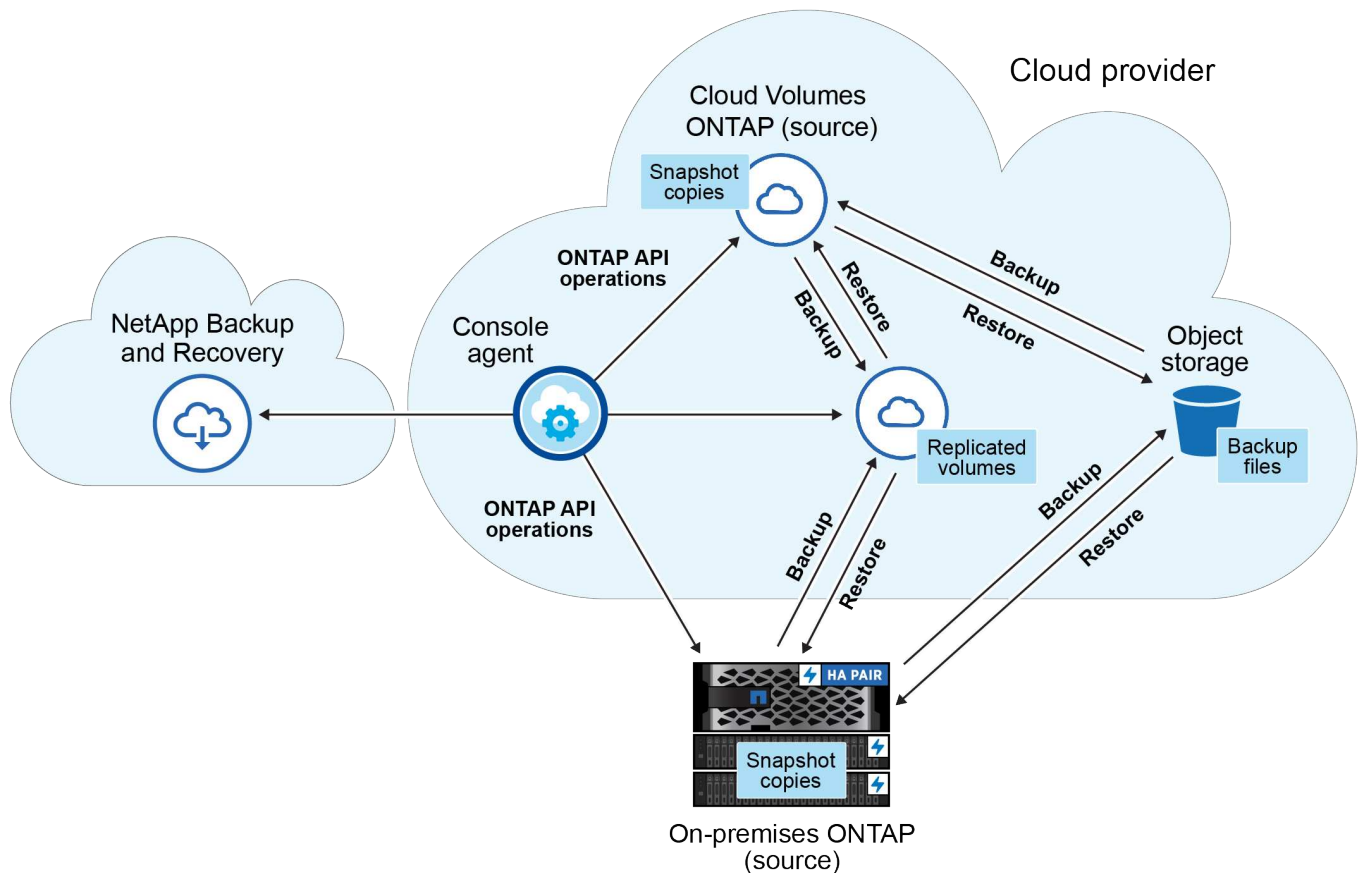 Cloud provider
Cloud Volumes
ONTAP (source)
Snapshot
copies
ONTAP API
operations
Backup
Restore
Backup
Restore
NetApp Backup
and Recovery
Console
agent
Object
storage
Replicated
volumes
Backup
files
ONTAP API
operations
Backup
Restore
Backup
Restore
HA PAIR
Snapshot
copies
On-premises ONTAP
(source)